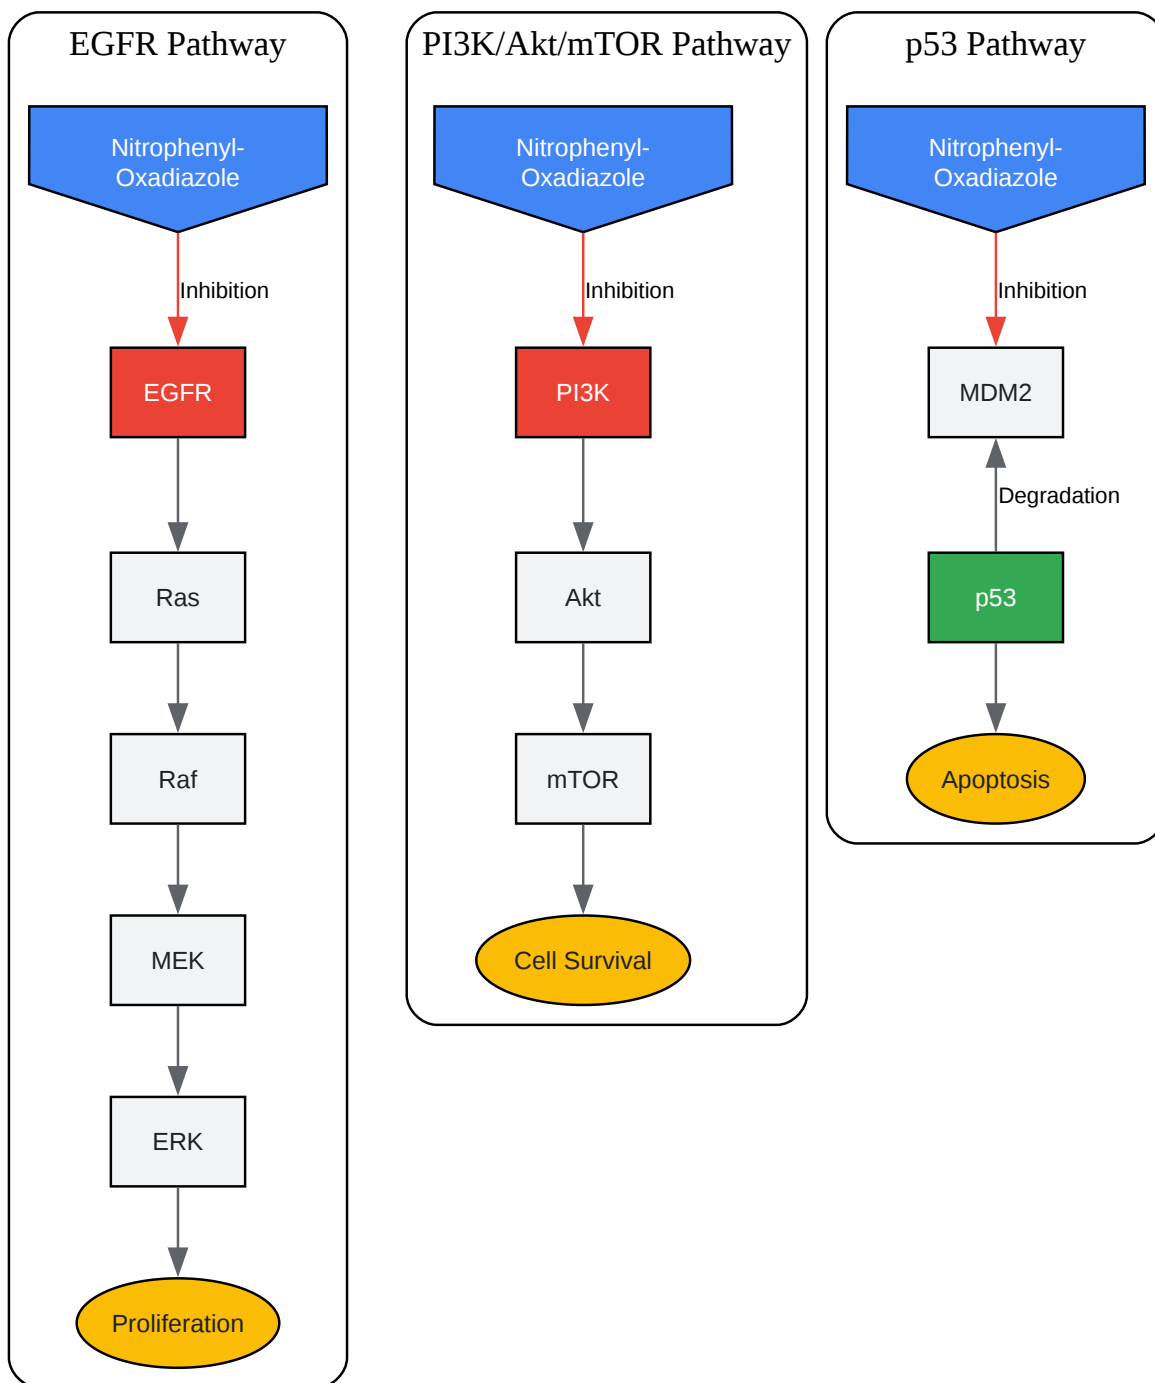 EGFR Pathway
Nitrophenyl-
Oxadiazole
Inhibition
EGFR
Ras
Raf
MEK
ERK
Proliferation
PI3K/Akt/mTOR Pathway
Nitrophenyl-
Oxadiazole
Inhibition
PI3K
Akt
mTOR
Cell Survival
p53 Pathway
Nitrophenyl-
Oxadiazole
Inhibition
MDM2
Degradation
p53
Apoptosis